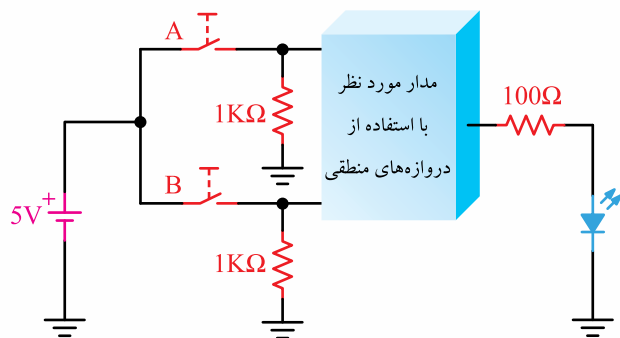 A
1KΩ
مدار مورد نظر
با استفاده از
دروازه‌های منطقی
100Ω
B
5V
+
1KΩ